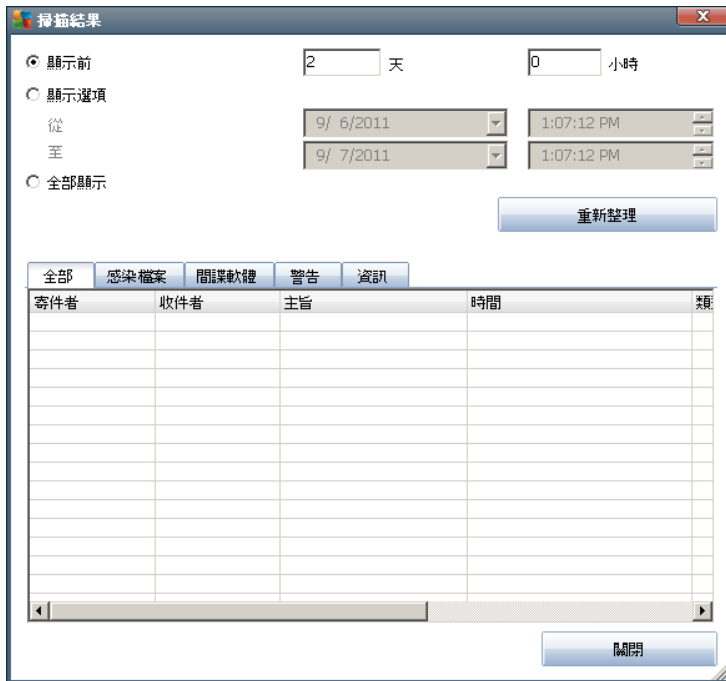 掃描結果
顯示前 2 天 0 小時
顯示選項
從 9/ 6/2011 1:07:12 PM
至 9/ 7/2011 1:07:12 PM
全部顯示
重新整理
全部 感染檔案 間諜軟體 警告 資訊
寄件者 收件者 主旨 時間 類
關閉